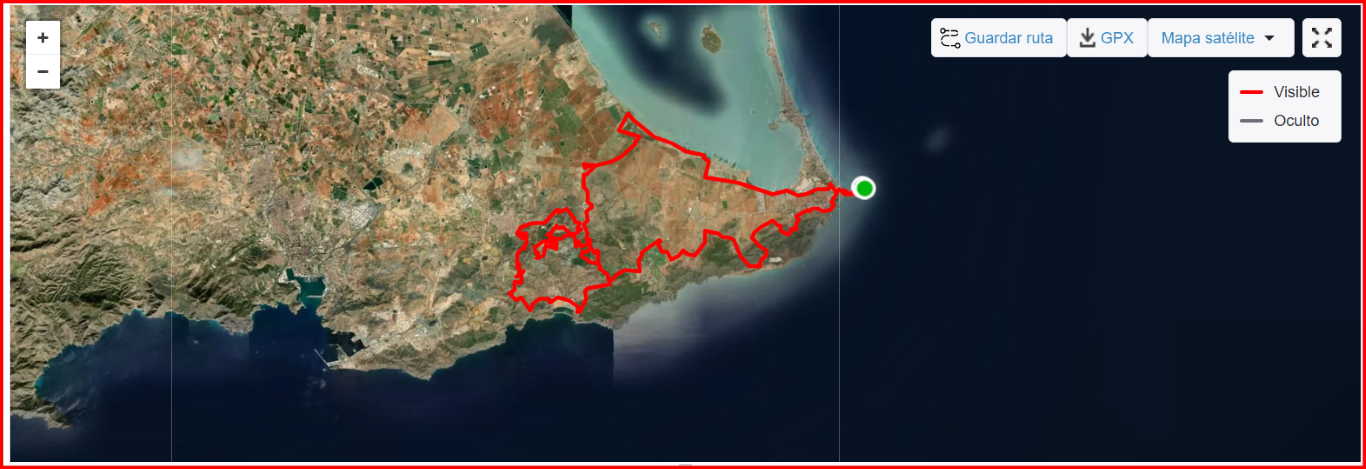 +
−
Guardar ruta
GPX
Mapa satélite
Visible
Oculto